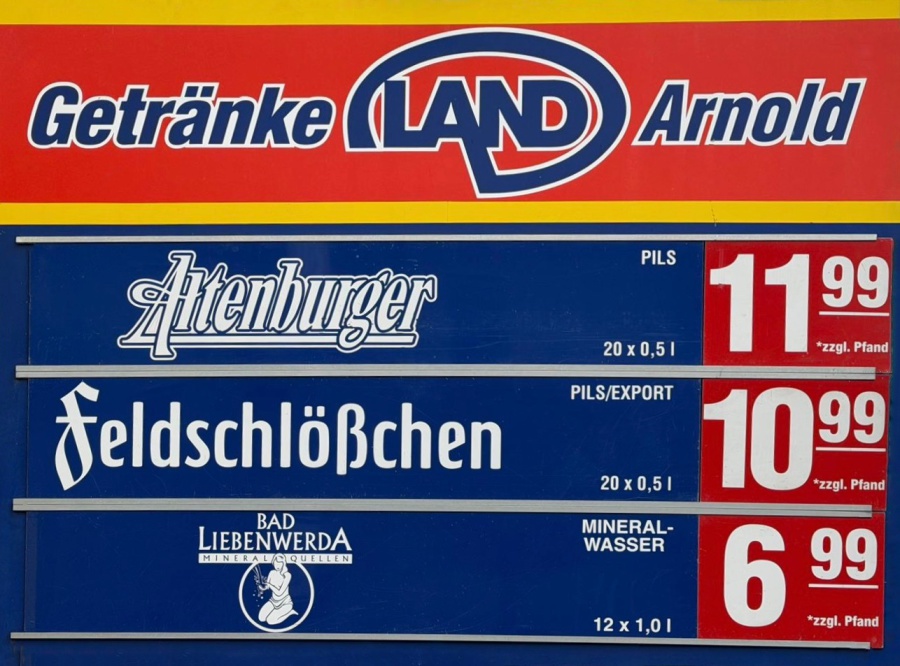 Getränke LAND Arnold
Altenburger
PILS
20 x 0,5 l
11 99
*zzgl. Pfand
Feldschlößchen
PILS/EXPORT
20 x 0,5 l
10 99
*zzgl. Pfand
BAD
LIEBENWERDA
MINERALQUELLEN
MINERAL-
WASSER
12 x 1,0 l
6 99
*zzgl. Pfand